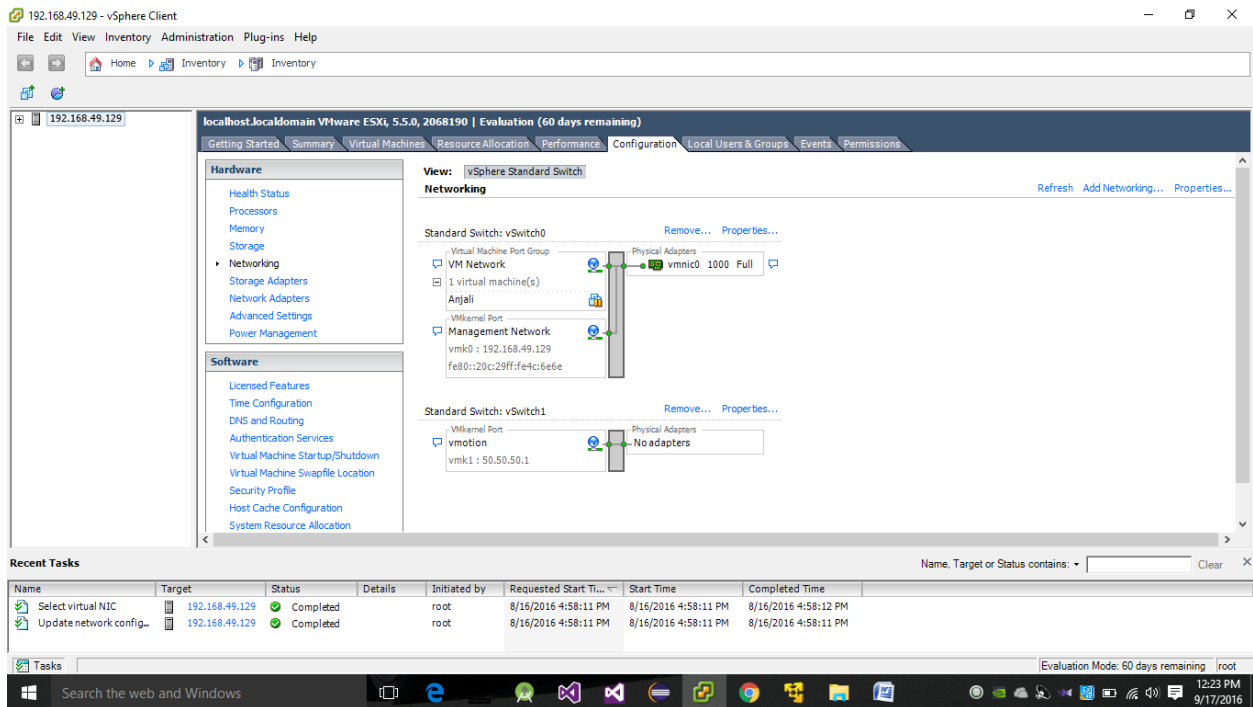 192.168.49.129 - vSphere Client
File Edit View Inventory Administration Plug-ins Help
Home Inventory Inventory
192.168.49.129
localhost.localdomain VMware ESXi, 5.5.0, 2068190 | Evaluation (60 days remaining)
Getting Started Summary Virtual Machines Resource Allocation Performance Configuration Local Users & Groups Events Permissions
Hardware
Health Status
Processors
Memory
Storage
Networking
Storage Adapters
Network Adapters
Advanced Settings
Power Management
Software
Licensed Features
Time Configuration
DNS and Routing
Authentication Services
Virtual Machine Startup/Shutdown
Virtual Machine Swapfile Location
Security Profile
Host Cache Configuration
System Resource Allocation
View: vSphere Standard Switch
Networking
Refresh Add Networking... Properties...
Standard Switch: vSwitch0 Remove... Properties...
Virtual Machine Port Group Physical Adapters
VM Network vmnic0 1000 Full
1 virtual machine(s)
Anjali
VMkernel Port
Management Network
vmk0 : 192.168.49.129
fe80::20c:29ff:fe4c:6e6e
Standard Switch: vSwitch1 Remove... Properties...
VMkernel Port Physical Adapters
vmotion No adapters
vmk1 : 50.50.50.1
Recent Tasks
Name, Target or Status contains: Clear
Name Target Status Details Initiated by Requested Start Ti... Start Time Completed Time
Select virtual NIC 192.168.49.129 Completed root 8/16/2016 4:58:11 PM 8/16/2016 4:58:11 PM 8/16/2016 4:58:12 PM
Update network config... 192.168.49.129 Completed root 8/16/2016 4:58:11 PM 8/16/2016 4:58:11 PM 8/16/2016 4:58:11 PM
Tasks Evaluation Mode: 60 days remaining root
Search the web and Windows
12:23 PM
9/17/2016